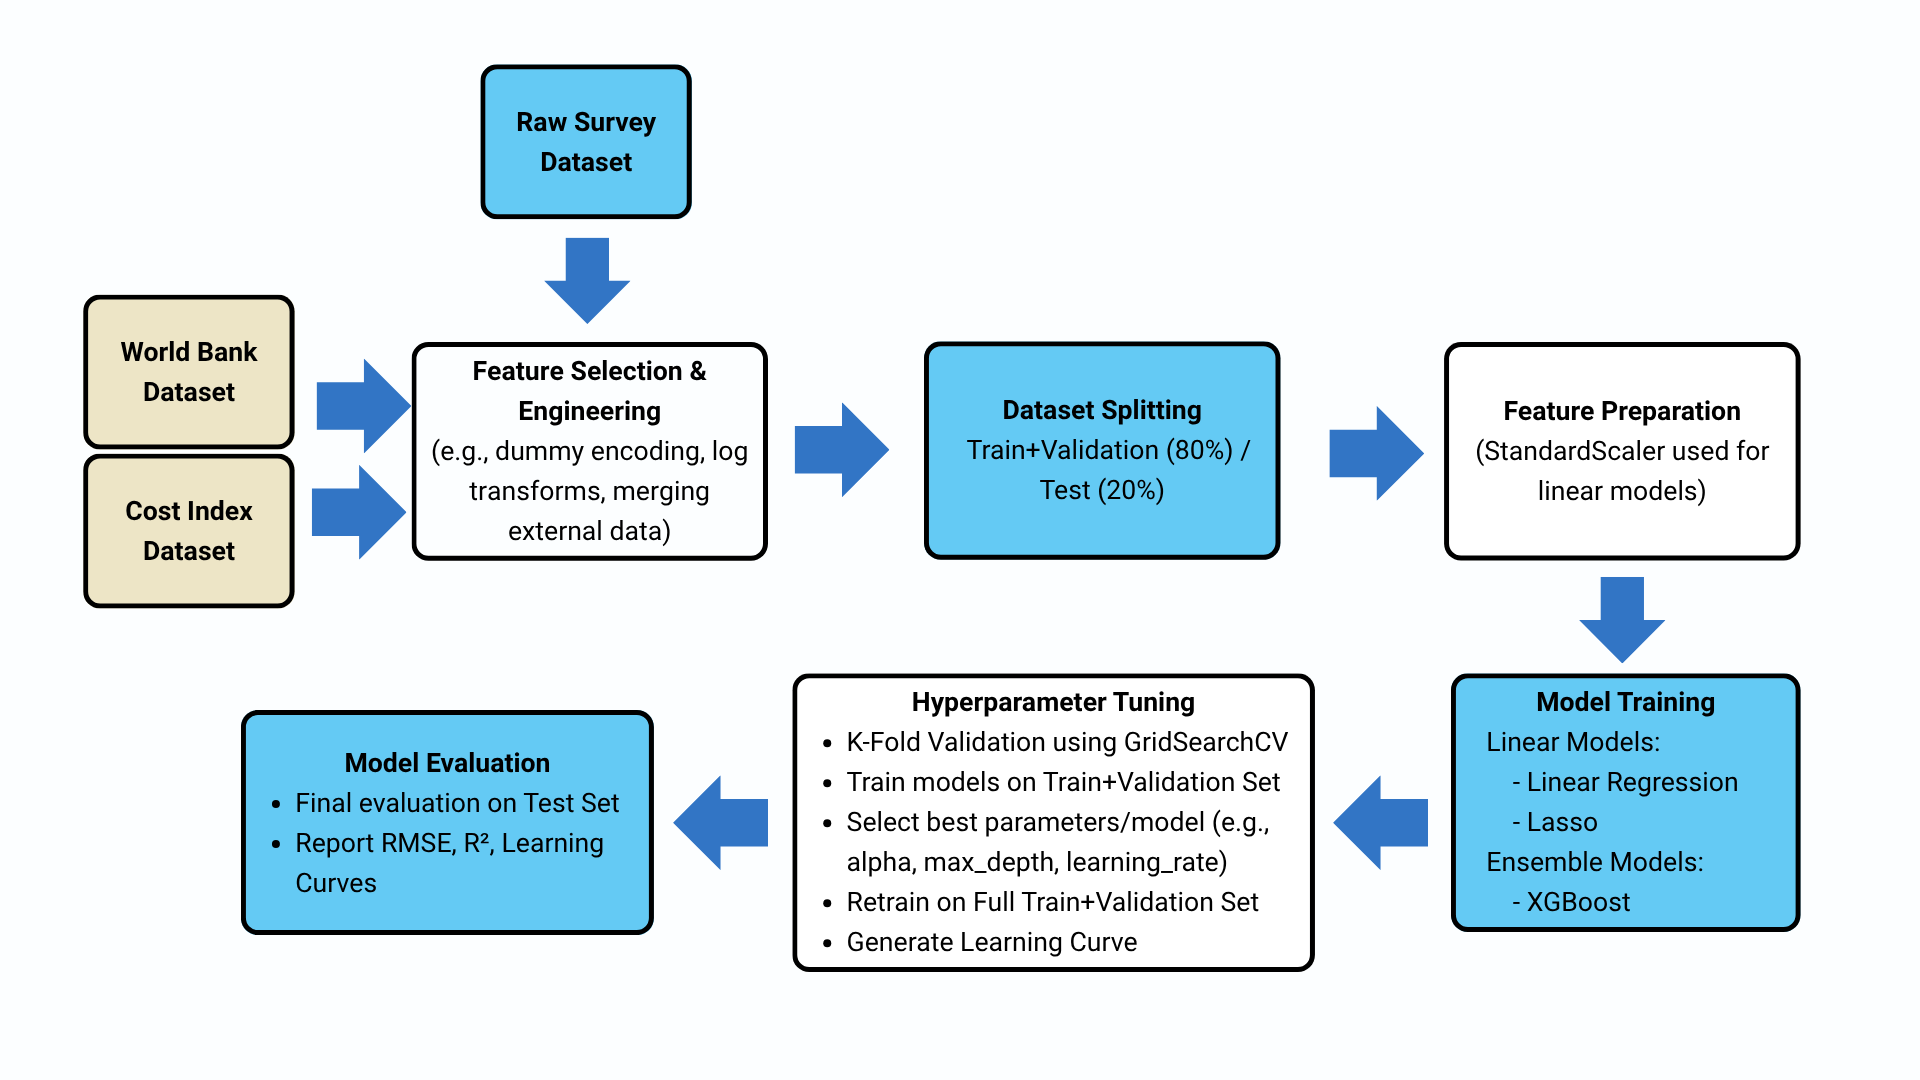 Raw Survey
Dataset
World Bank
Dataset
Cost Index
Dataset
Feature Selection &
Engineering
(e.g., dummy encoding, log
transforms, merging
external data)
Dataset Splitting
Train+Validation (80%) /
Test (20%)
Feature Preparation
(StandardScaler used for
linear models)
Model Training
Linear Models:
- Linear Regression
- Lasso
Ensemble Models:
- XGBoost
Hyperparameter Tuning
• K-Fold Validation using GridSearchCV
• Train models on Train+Validation Set
• Select best parameters/model (e.g.,
alpha, max_depth, learning_rate)
• Retrain on Full Train+Validation Set
• Generate Learning Curve
Model Evaluation
• Final evaluation on Test Set
• Report RMSE, R², Learning
Curves